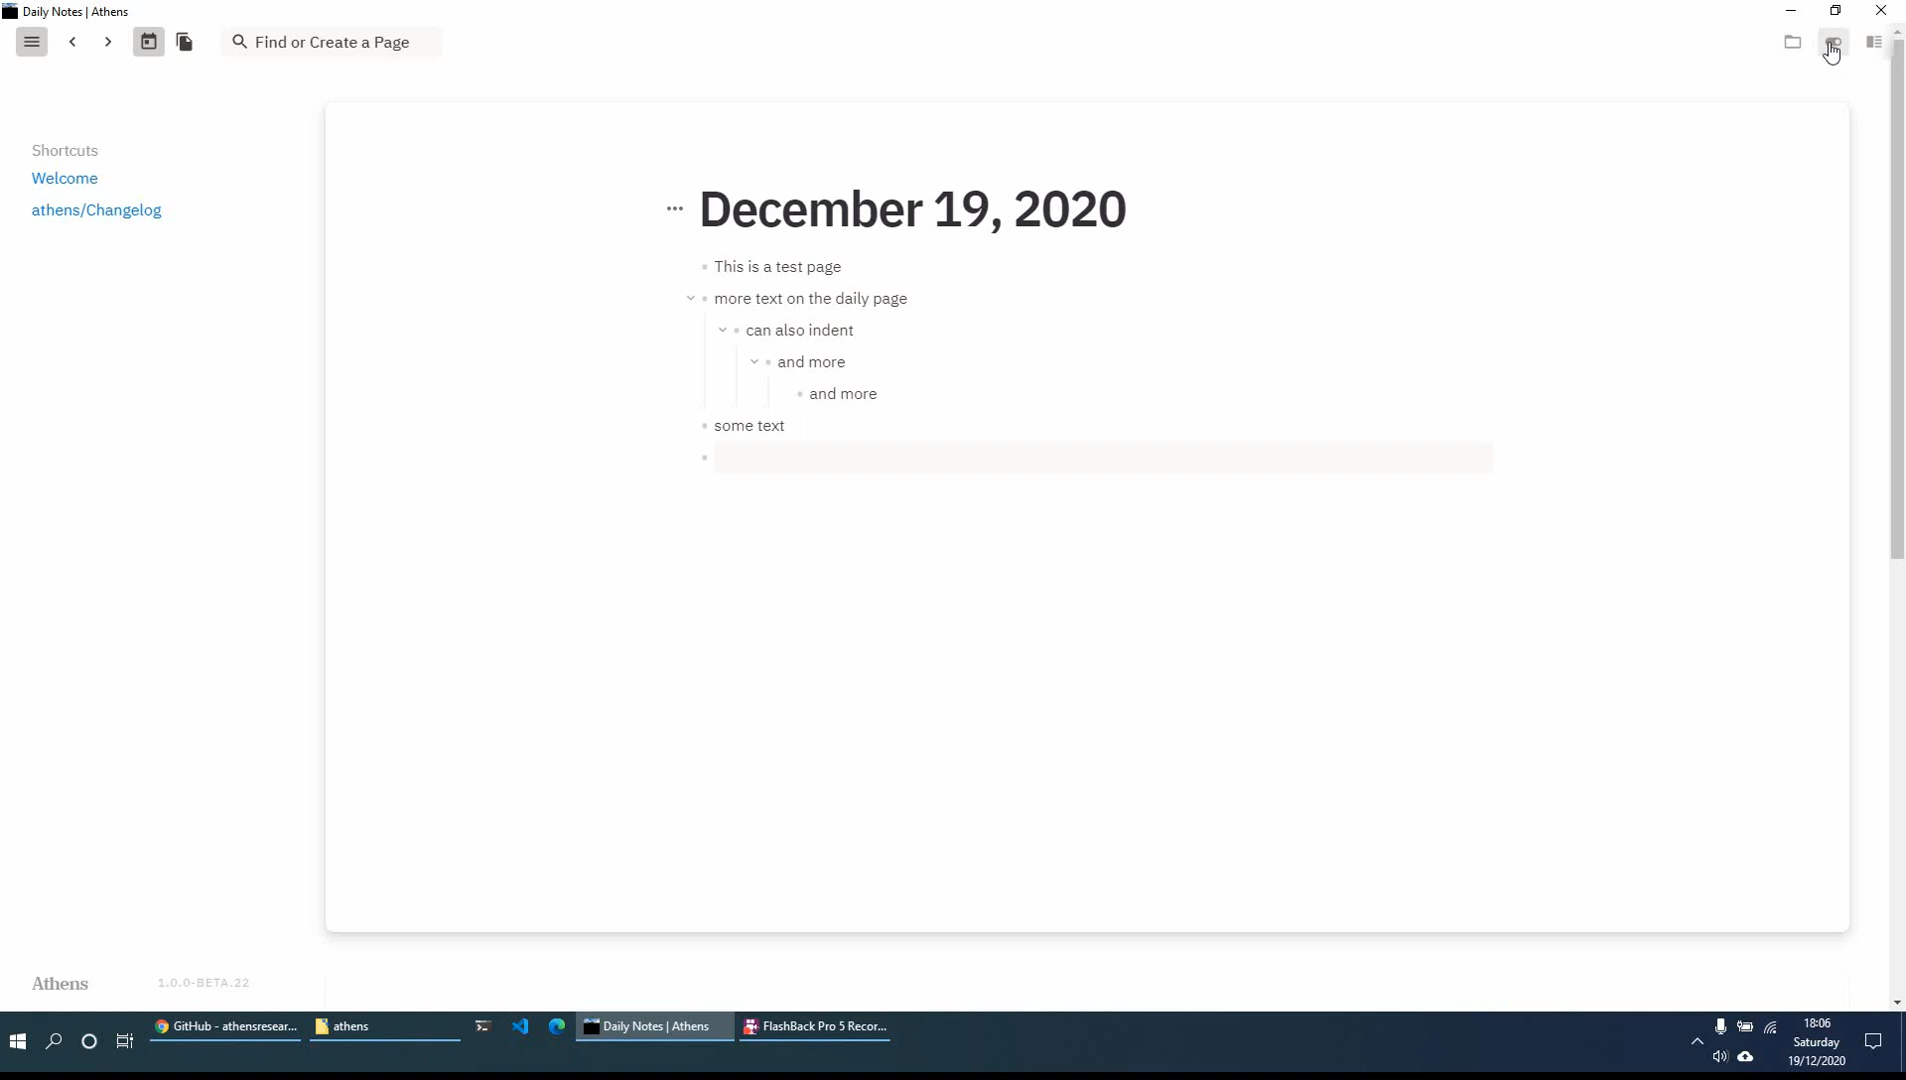 Daily Notes | Athens
Find or Create a Page
Shortcuts
Welcome
athens/Changelog
December 19, 2020
This is a test page
more text on the daily page
can also indent
and more
and more
some text
Athens 1.0.0-BETA.22
GitHub - athensresear...
athens
Daily Notes | Athens
FlashBack Pro 5 Recor...
18:06
Saturday
19/12/2020